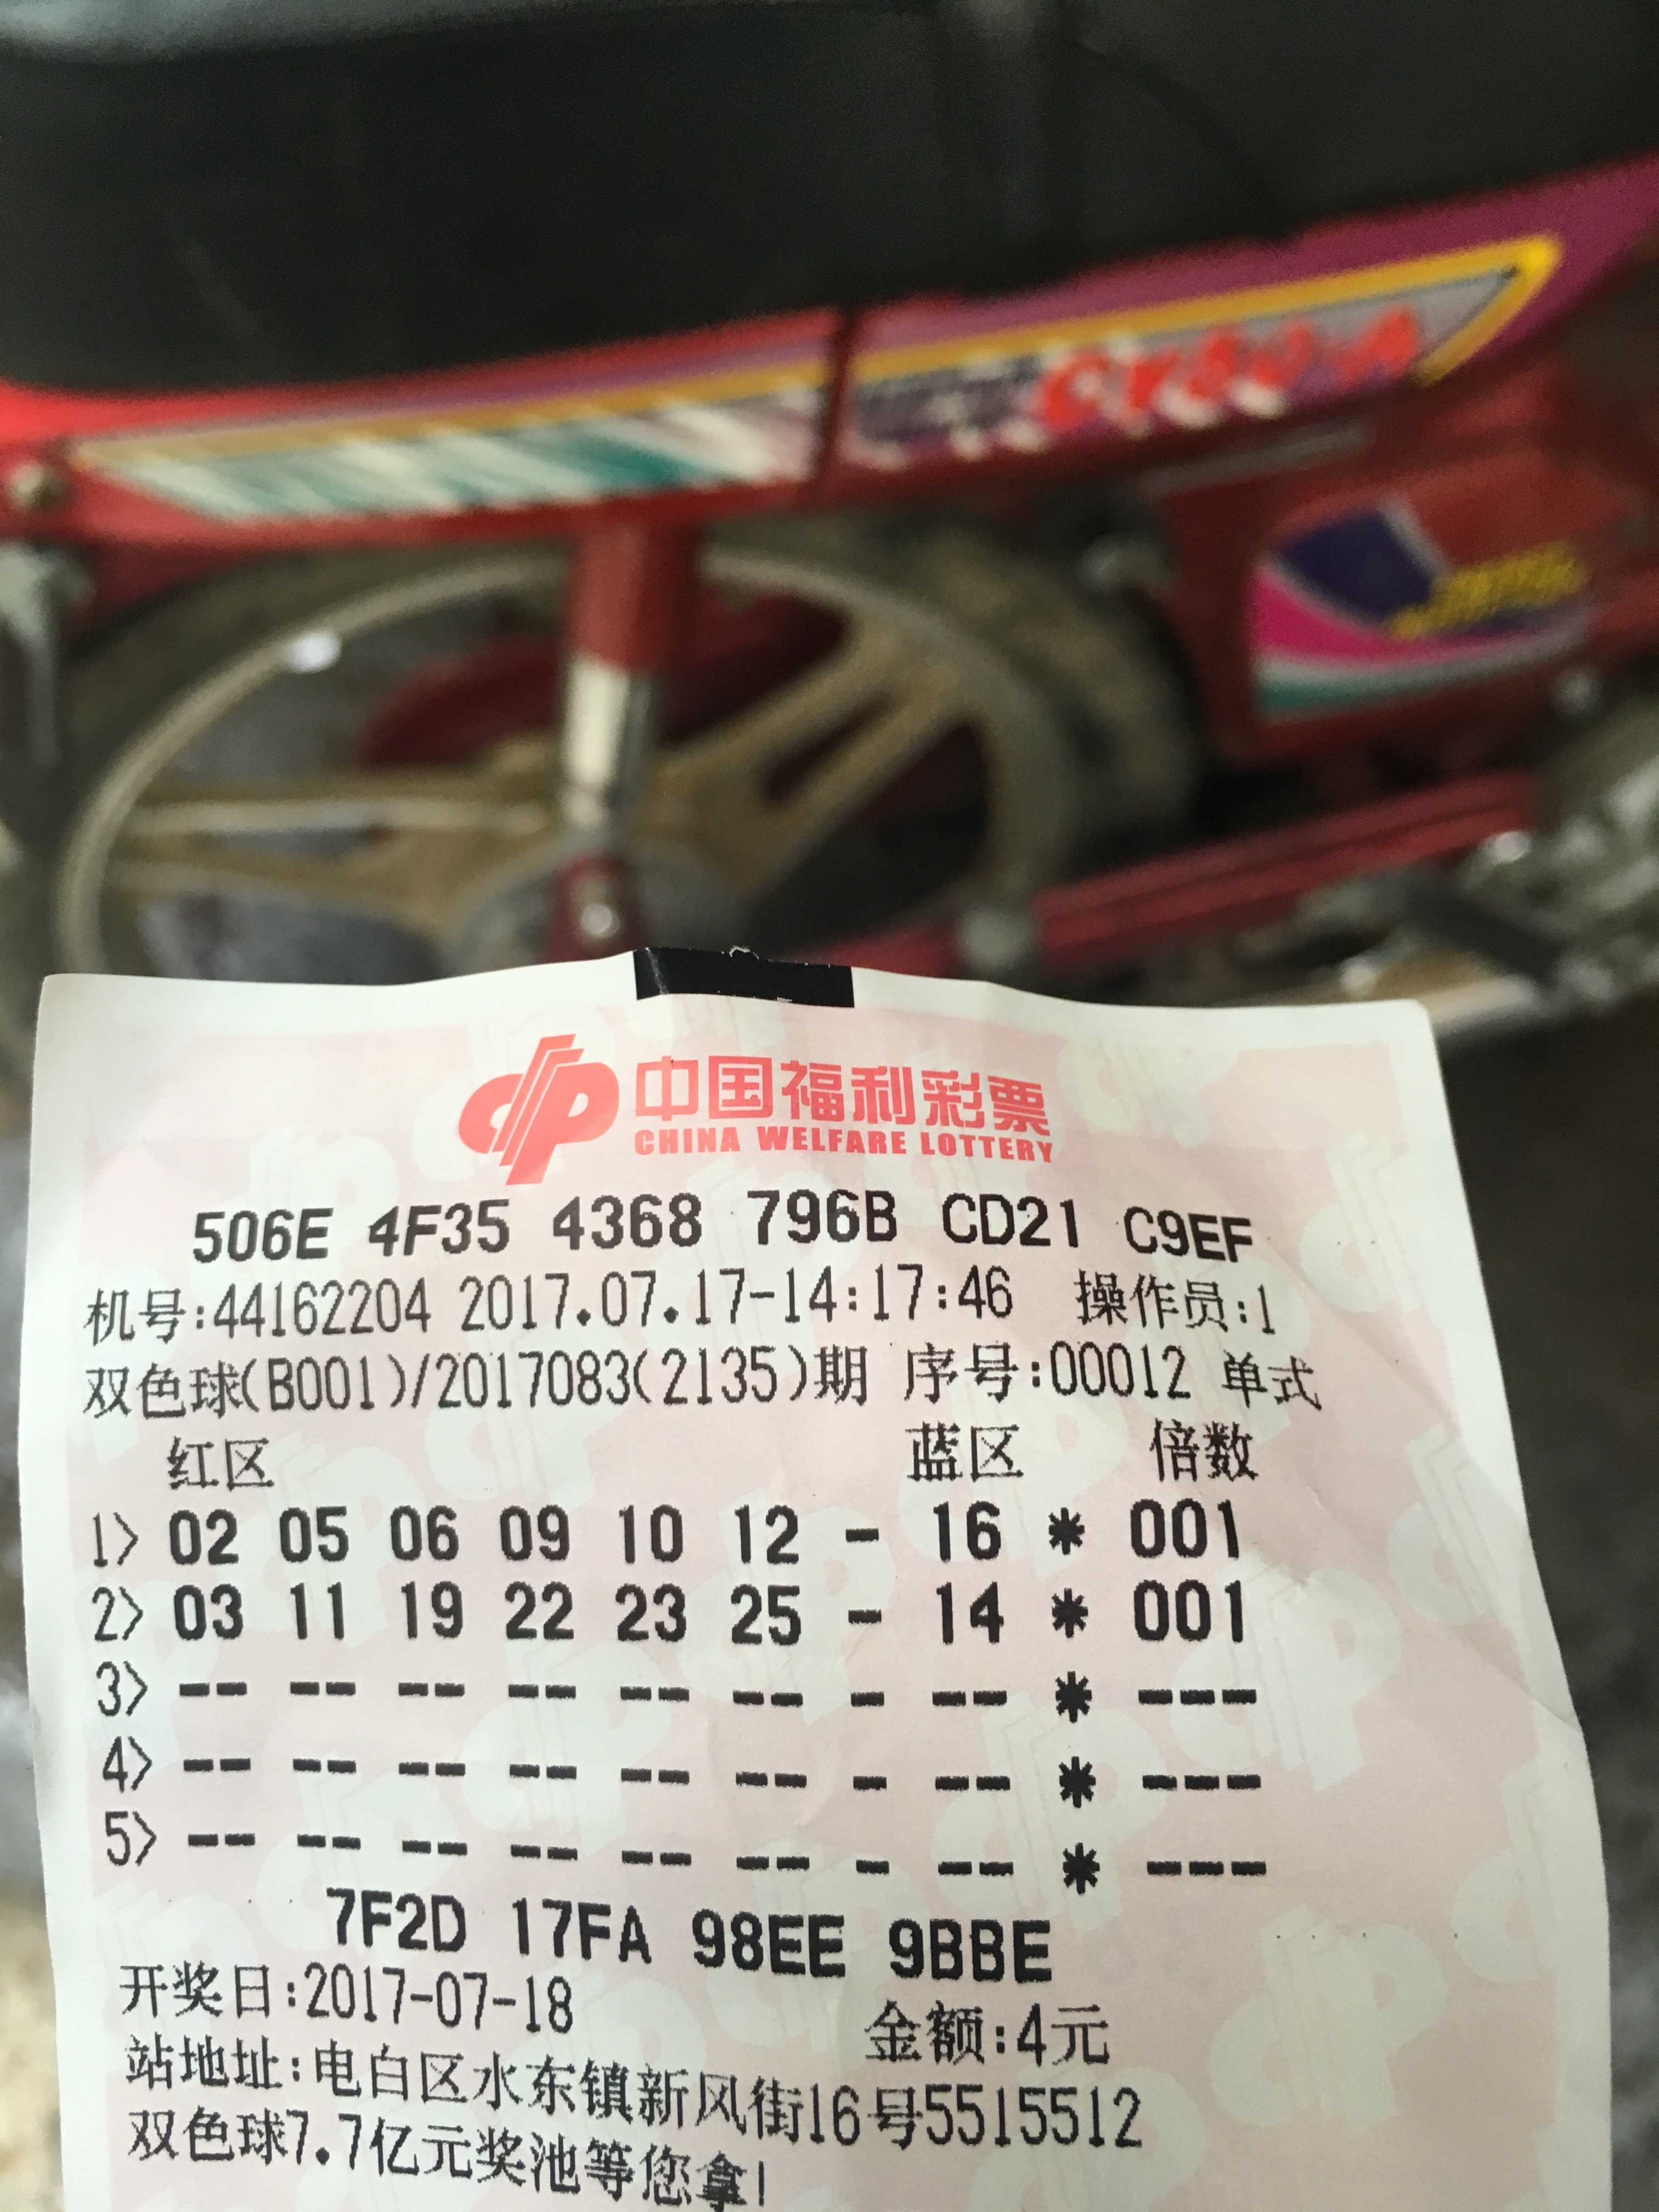 中国福利彩票
CHINA WELFARE LOTTERY
506E 4F35 4368 796B CD21 C9EF
机号:44162204 2017.07.17-14:17:46 操作员:1
双色球(B001)/2017083(2135)期 序号:00012 单式
红区 蓝区 倍数
1> 02 05 06 09 10 12 - 16 * 001
2> 03 11 19 22 23 25 - 14 * 001
3> -- -- -- -- -- -- - -- * ---
4> -- -- -- -- -- -- - -- * ---
5> -- -- -- -- -- -- - -- * ---
7F2D 17FA 98EE 9BBE
开奖日:2017-07-18 金额:4元
站地址:电白区水东镇新风街16号5515512
双色球7.7亿元奖池等您拿!